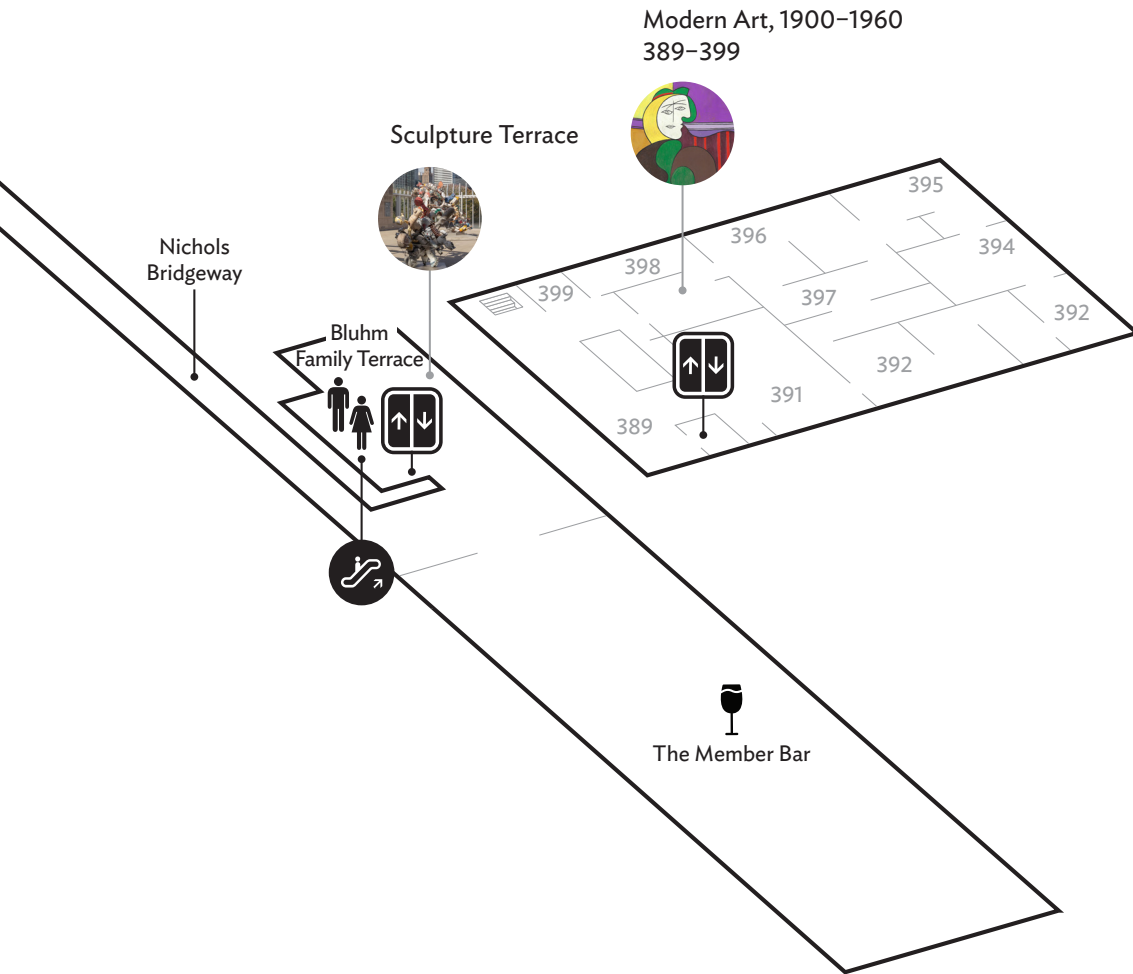 Modern Art, 1900–1960
389–399
Sculpture Terrace
395
396
394
Nichols
Bridgeway
398
399
397
392
Bluhm
Family Terrace
392
391
389
The Member Bar